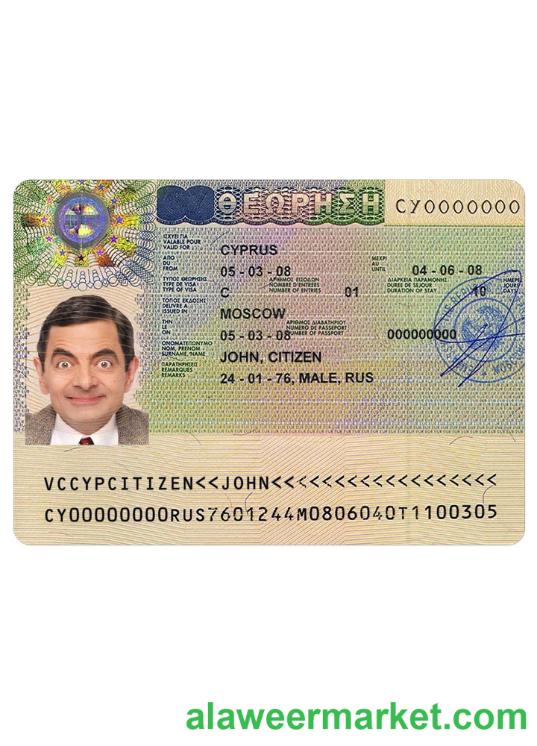 ΘΕΩΡΗΣΗ CY0000000
ΙΣΧΥΕΙ ΓΙΑ
VALABLE POUR
VALID FOR
CYPRUS
ΑΠΟ
DU
FROM
05-03-08
ΜΕΧΡΙ
AU
UNTIL
04-06-08
ΤΥΠΟΣ ΘΕΩΡΗΣΗΣ
TYPE DE VISA
TYPE OF VISA
C
ΑΡΙΘΜΟΣ ΕΙΣΟΔΩΝ
NOMBRE D'ENTREES
NUMBER OF ENTRIES
01
ΔΙΑΡΚΕΙΑ ΠΑΡΑΜΟΝΗΣ
DUREE DE SEJOUR
DURATION OF STAY
10
ΗΜΕΡΕΣ
JOURS
DAYS
ΤΟΠΟΣ ΕΚΔΟΣΗΣ
DELIVRE A
ISSUED IN
MOSCOW
ΤΗΝ
LE
ON
05-03-08
ΑΡΙΘΜΟΣ ΔΙΑΒΑΤΗΡΙΟΥ
NUMERO DE PASSEPORT
NUMBER OF PASSPORT
000000000
ΟΝΟΜΑΤΕΠΩΝΥΜΟ
NOM, PRENOM
SURNAME, NAME
JOHN, CITIZEN
ΠΑΡΑΤΗΡΗΣΕΙΣ
REMARQUES
REMARKS
24 - 01 - 76, MALE, RUS
VCCYPCITIZEN<<JOHN<<<<<<<<<<<<<<<<<<
CY00000000RUS7601244M0806040T1100305
alaweermarket.com